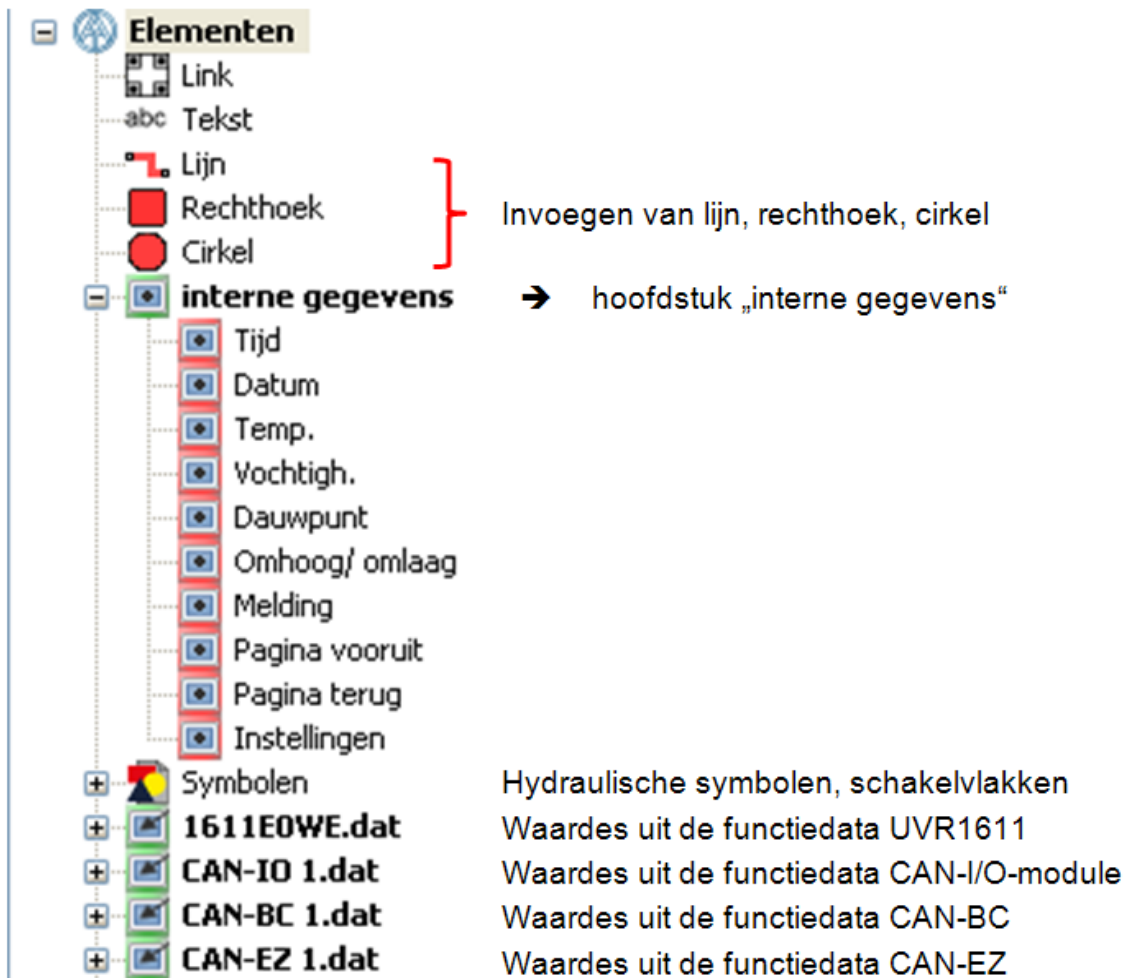 Elementen
Link
abc Tekst
Lijn
Rechthoek Invoegen van lijn, rechthoek, cirkel
Cirkel
interne gegevens ➔ hoofdstuk „interne gegevens“
Tijd
Datum
Temp.
Vochtigh.
Dauwpunt
Omhoog/ omlaag
Melding
Pagina vooruit
Pagina terug
Instellingen
Symbolen Hydraulische symbolen, schakelvlakken
1611E0WE.dat Waardes uit de functiedata UVR1611
CAN-IO 1.dat Waardes uit de functiedata CAN-I/O-module
CAN-BC 1.dat Waardes uit de functiedata CAN-BC
CAN-EZ 1.dat Waardes uit de functiedata CAN-EZ